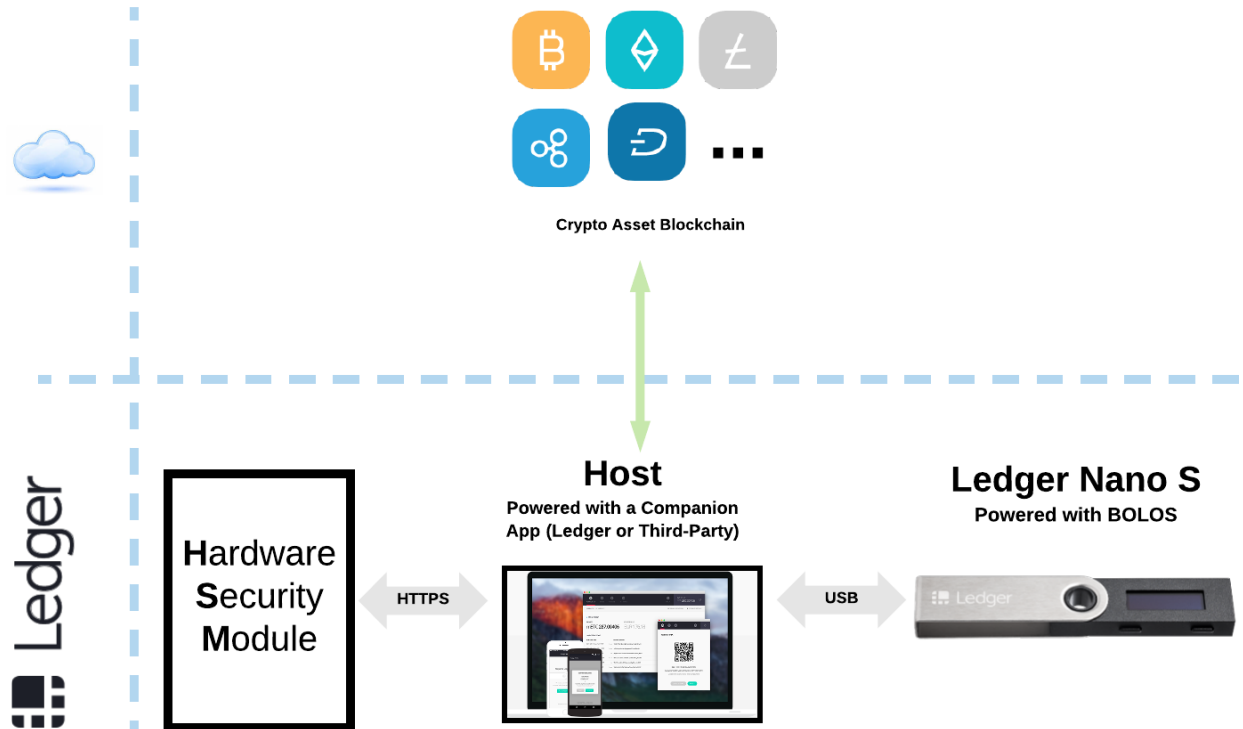 Crypto Asset Blockchain
Ledger
Hardware
Security
Module
HTTPS
Host
Powered with a Companion
App (Ledger or Third-Party)
USB
Ledger Nano S
Powered with BOLOS
Ledger